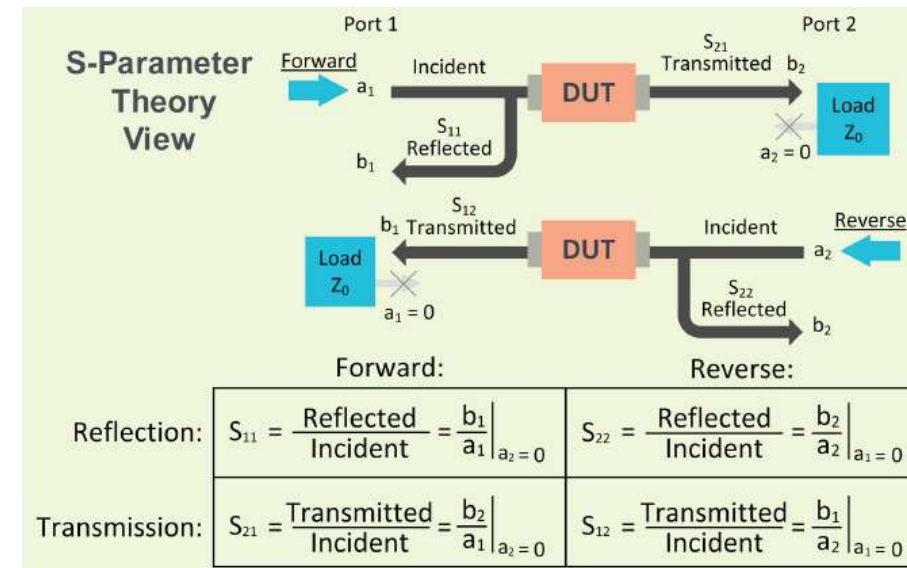 Port 1
Port 2
S-Parameter
Theory
View
Forward
a₁
Incident
DUT
S₂₁
Transmitted
b₂
Load
Z₀
a₂ = 0
S₁₁
Reflected
b₁
S₁₂
b₁ Transmitted
DUT
Incident
Reverse
a₂
Load
Z₀
a₁ = 0
S₂₂
Reflected
b₂
Forward:
Reverse:
Reflection: S₁₁ = Reflected / Incident = b₁ / a₁ | a₂ = 0
S₂₂ = Reflected / Incident = b₂ / a₂ | a₁ = 0
Transmission: S₂₁ = Transmitted / Incident = b₂ / a₁ | a₂ = 0
S₁₂ = Transmitted / Incident = b₁ / a₂ | a₁ = 0